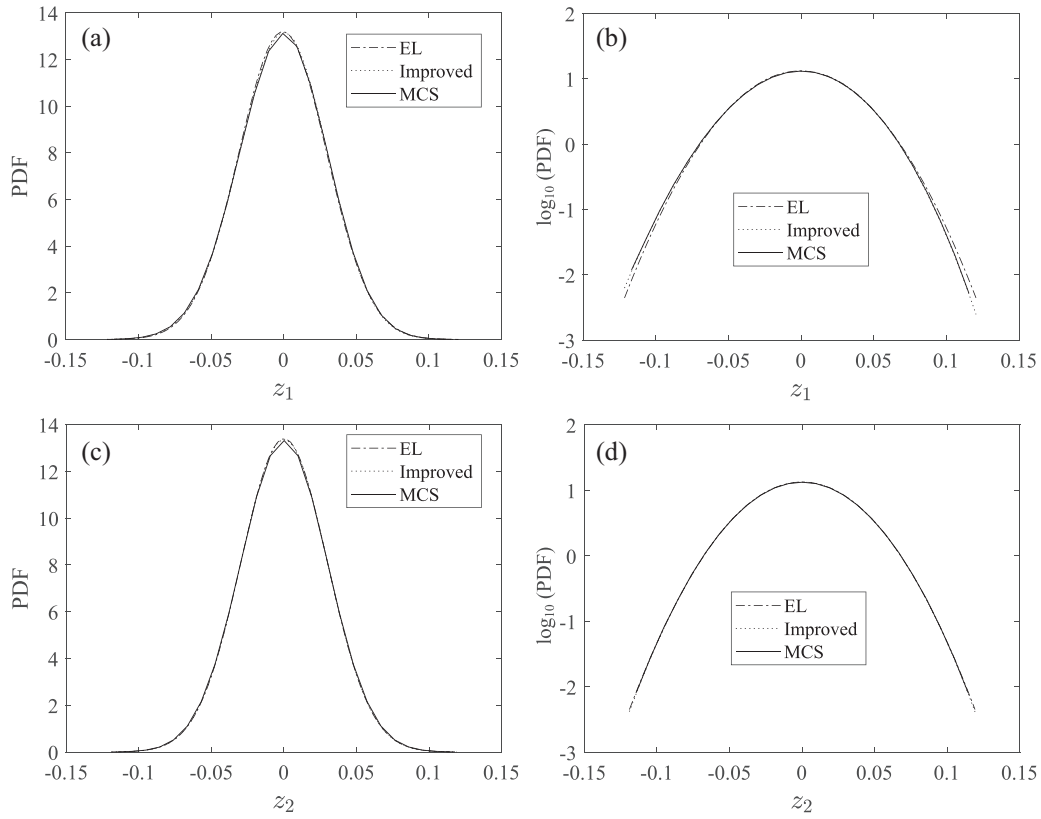 (a)
14
12
10
8
6
4
2
0
PDF
EL
Improved
MCS
-0.15
-0.1
-0.05
0
0.05
0.1
0.15
z1
(b)
2
1
0
-1
-2
-3
log10 (PDF)
EL
Improved
MCS
-0.15
-0.1
-0.05
0
0.05
0.1
0.15
z1
(c)
14
12
10
8
6
4
2
0
PDF
EL
Improved
MCS
-0.15
-0.1
-0.05
0
0.05
0.1
0.15
z2
(d)
2
1
0
-1
-2
-3
log10 (PDF)
EL
Improved
MCS
-0.15
-0.1
-0.05
0
0.05
0.1
0.15
z2